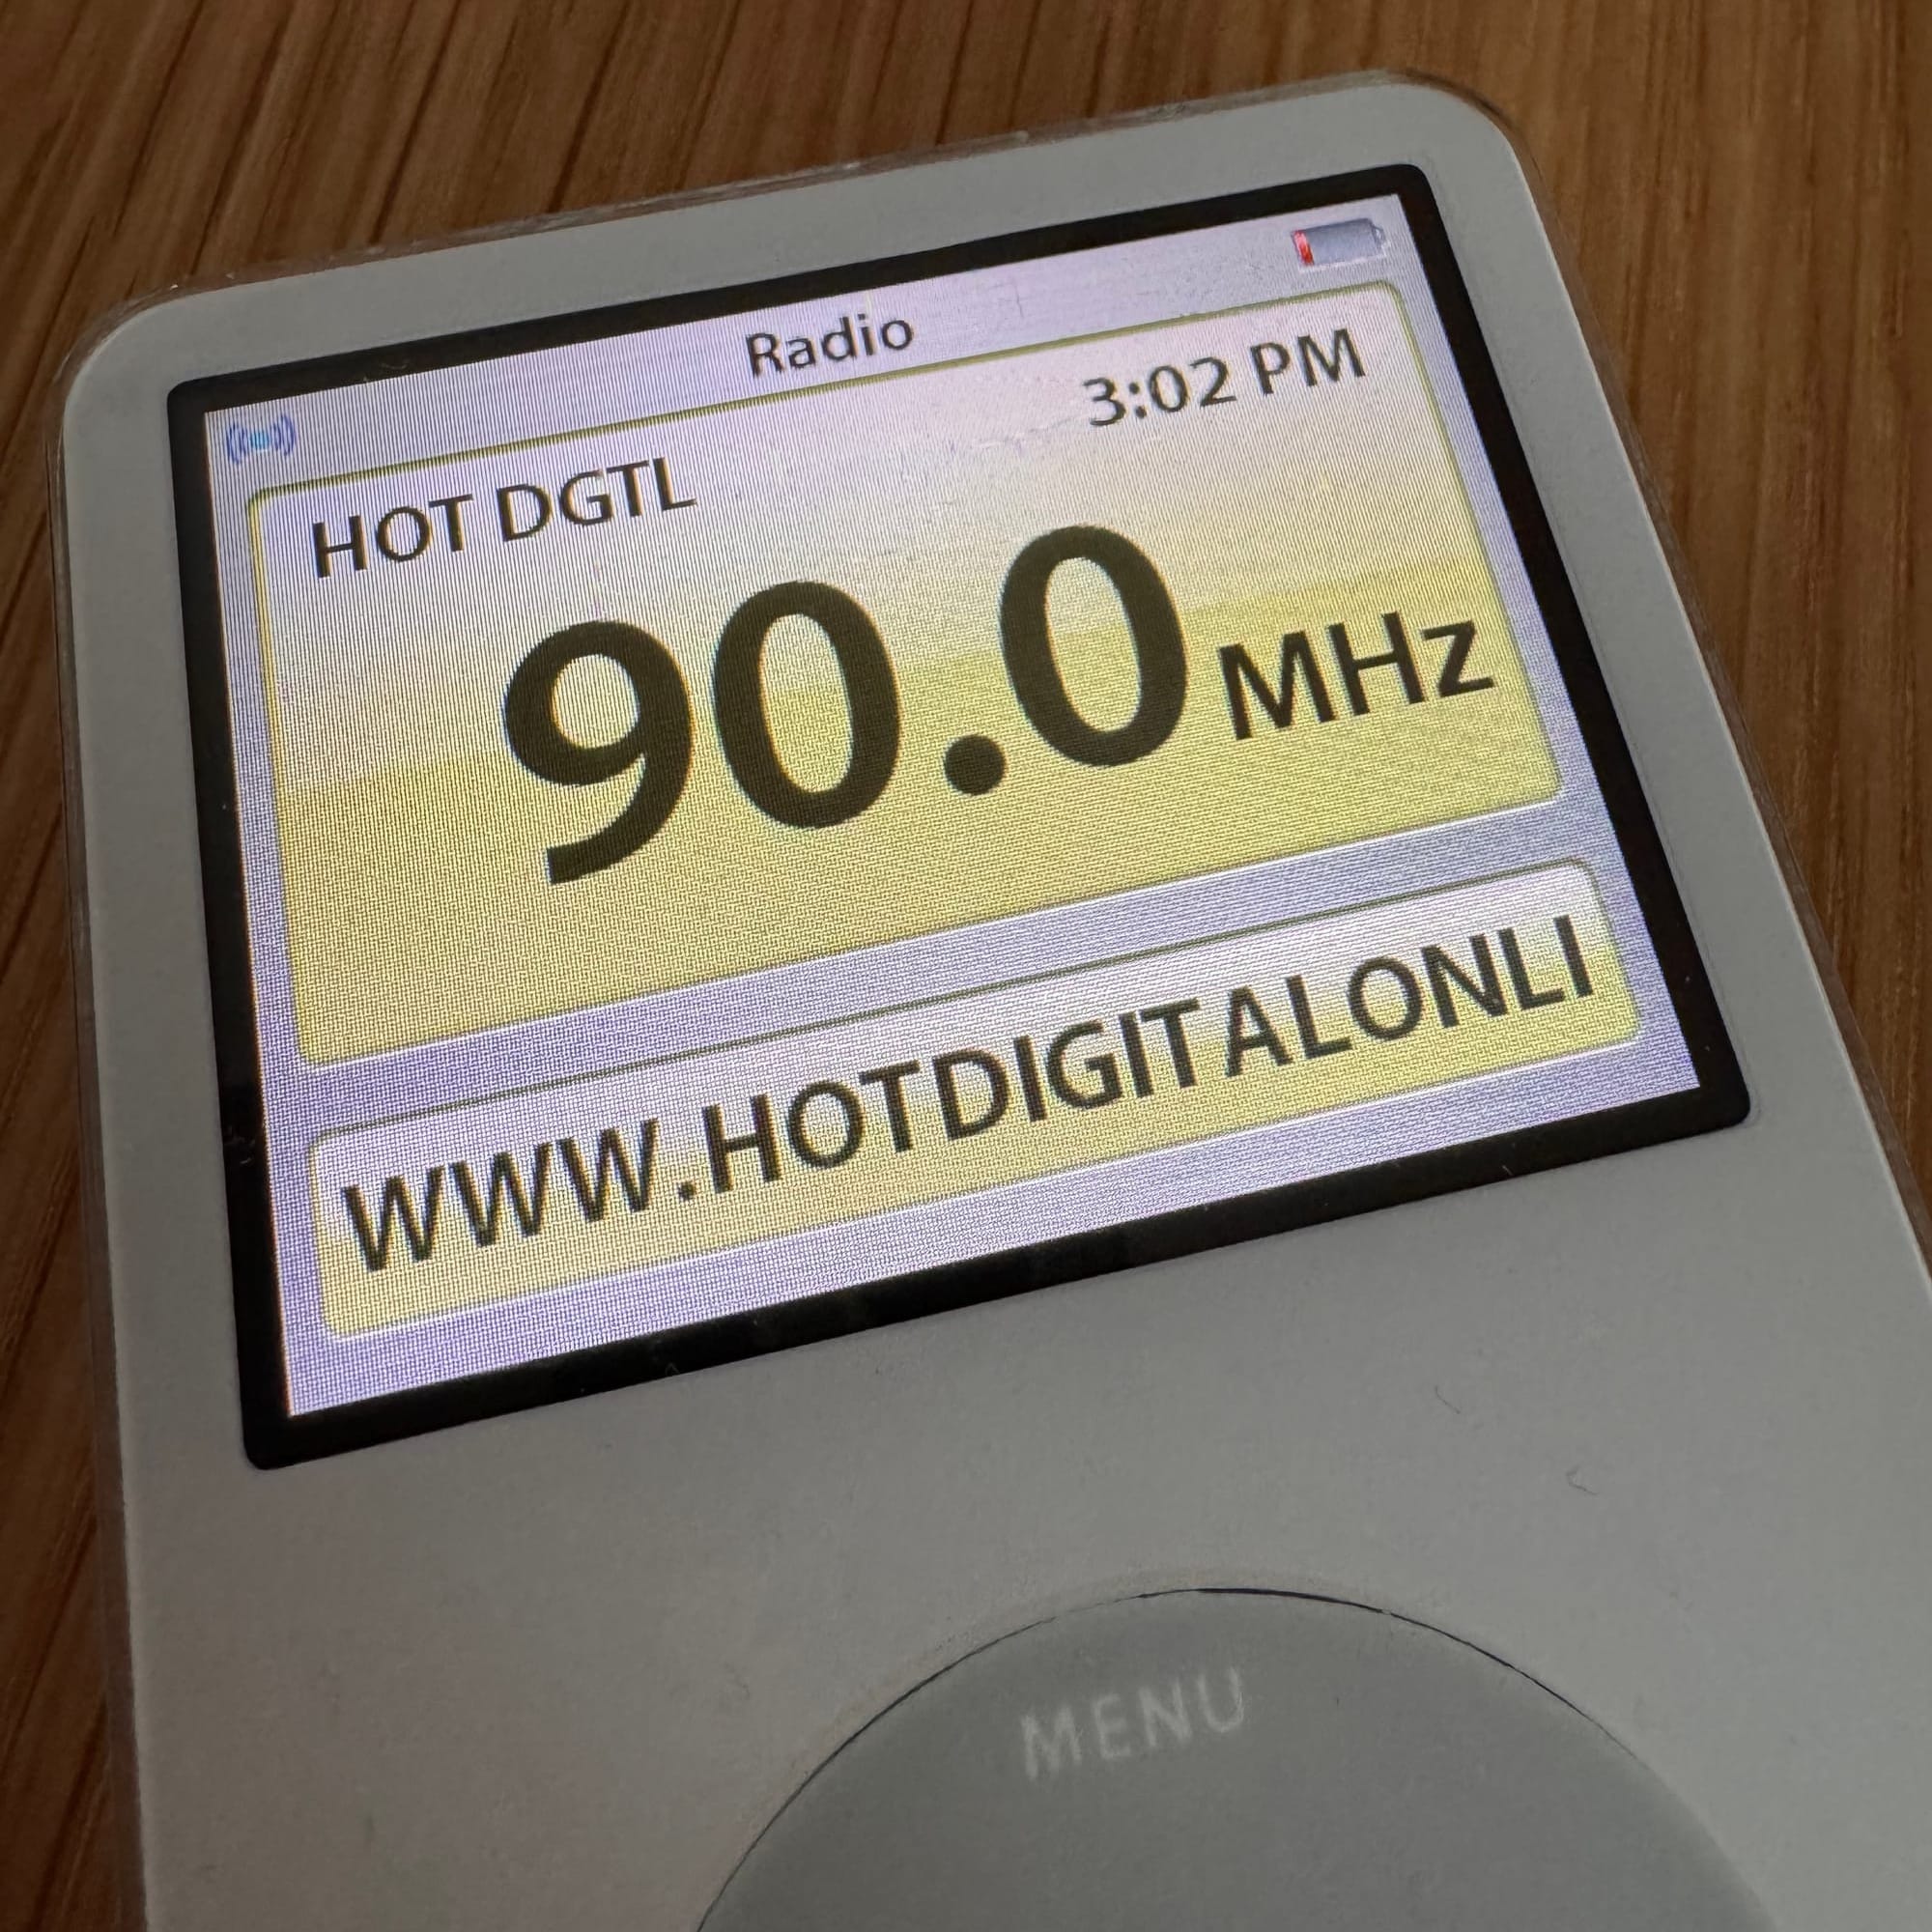 Radio
HOT DGTL 3:02 PM
90.0 MHz
WWW.HOTDIGITALONLI
MENU